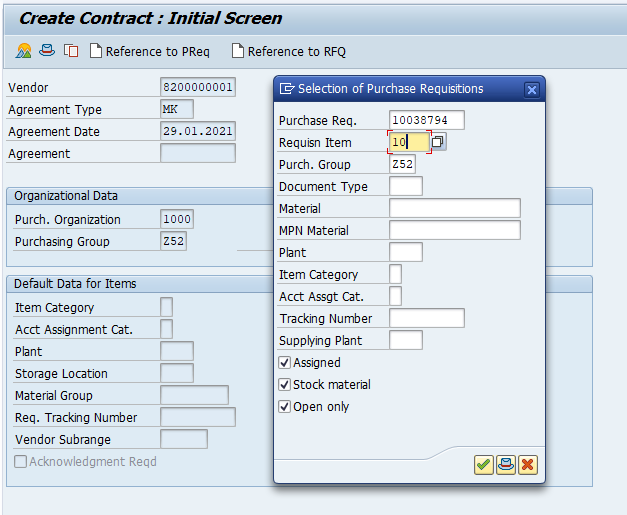 Create Contract : Initial Screen
Reference to PReq Reference to RFQ
Vendor 8200000001
Agreement Type MK
Agreement Date 29.01.2021
Agreement
Organizational Data
Purch. Organization 1000
Purchasing Group Z52
Default Data for Items
Item Category
Acct Assignment Cat.
Plant
Storage Location
Material Group
Req. Tracking Number
Vendor Subrange
Acknowledgment Reqd
Selection of Purchase Requisitions
Purchase Req. 10038794
Requisn Item 10
Purch. Group Z52
Document Type
Material
MPN Material
Plant
Item Category
Acct Assgt Cat.
Tracking Number
Supplying Plant
Assigned
Stock material
Open only